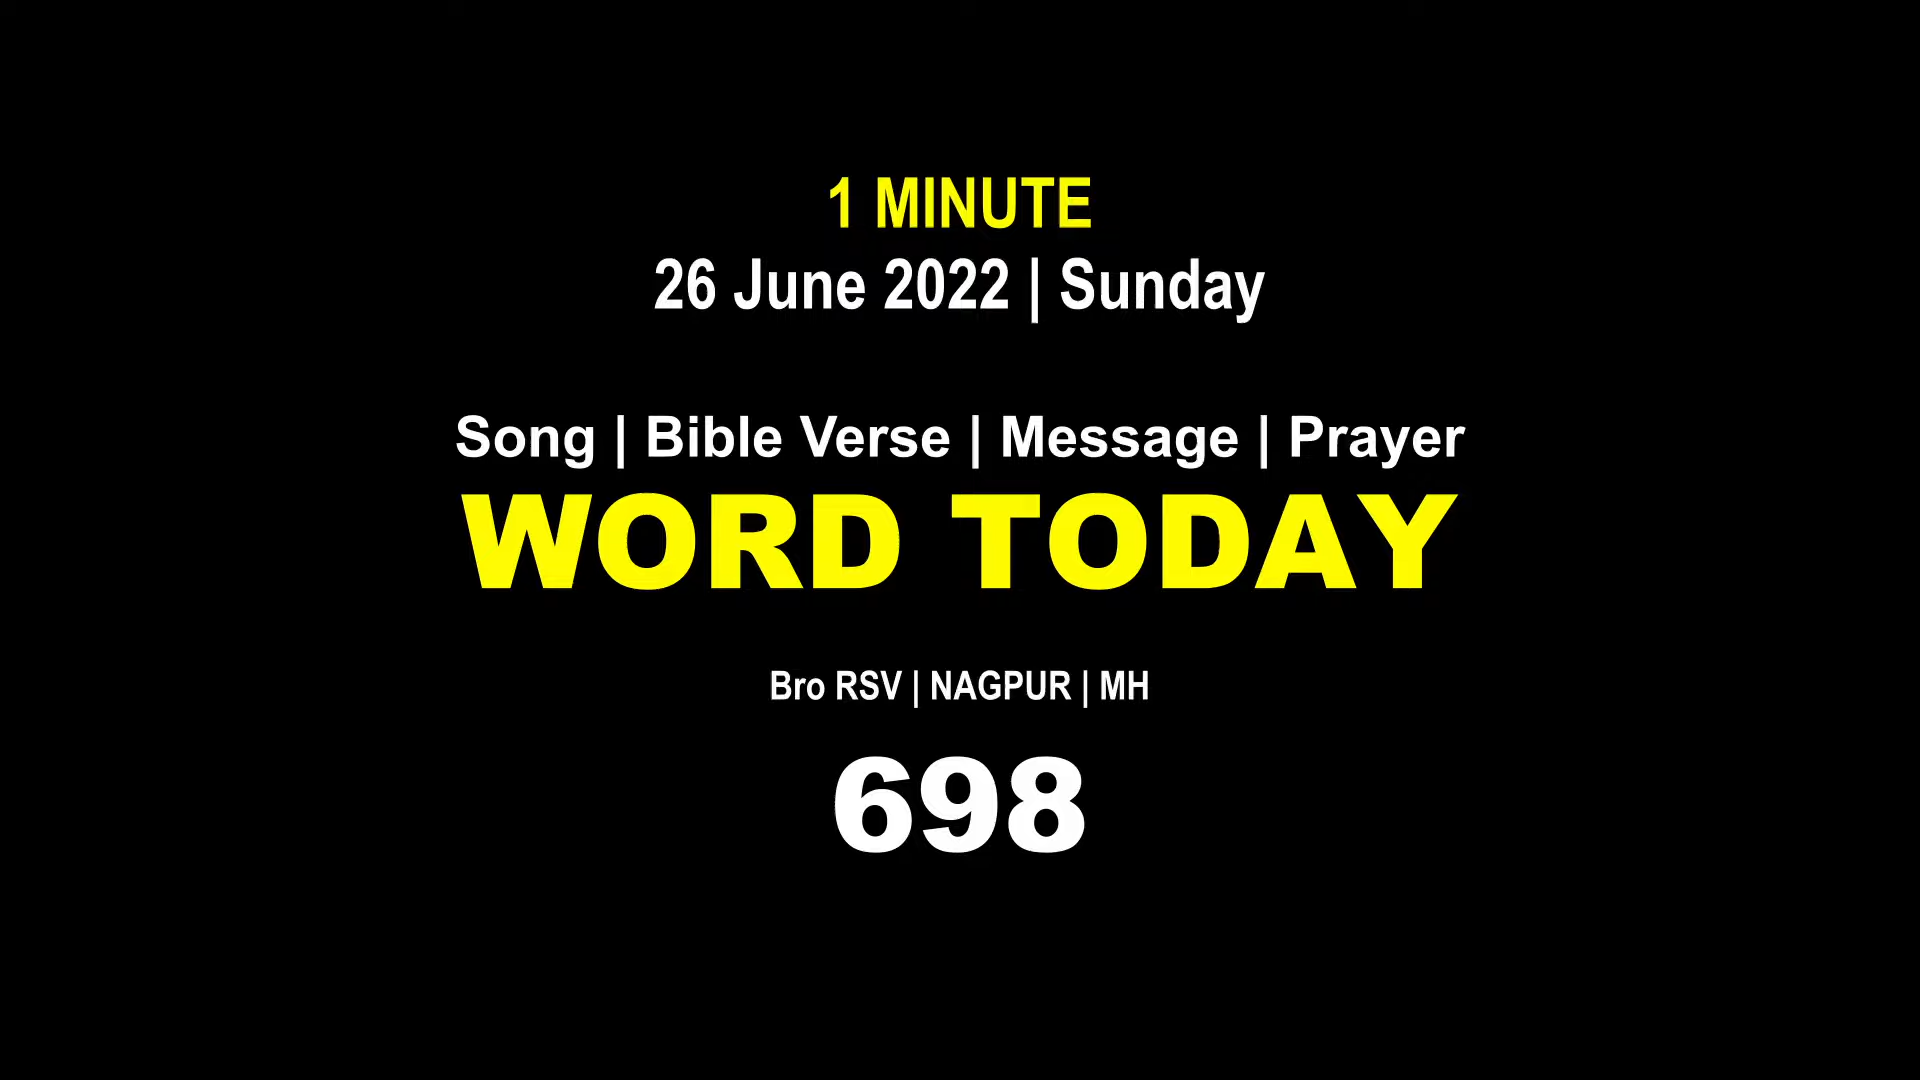 1 MINUTE
26 June 2022 | Sunday
Song | Bible Verse | Message | Prayer
WORD TODAY
Bro RSV | NAGPUR | MH
698